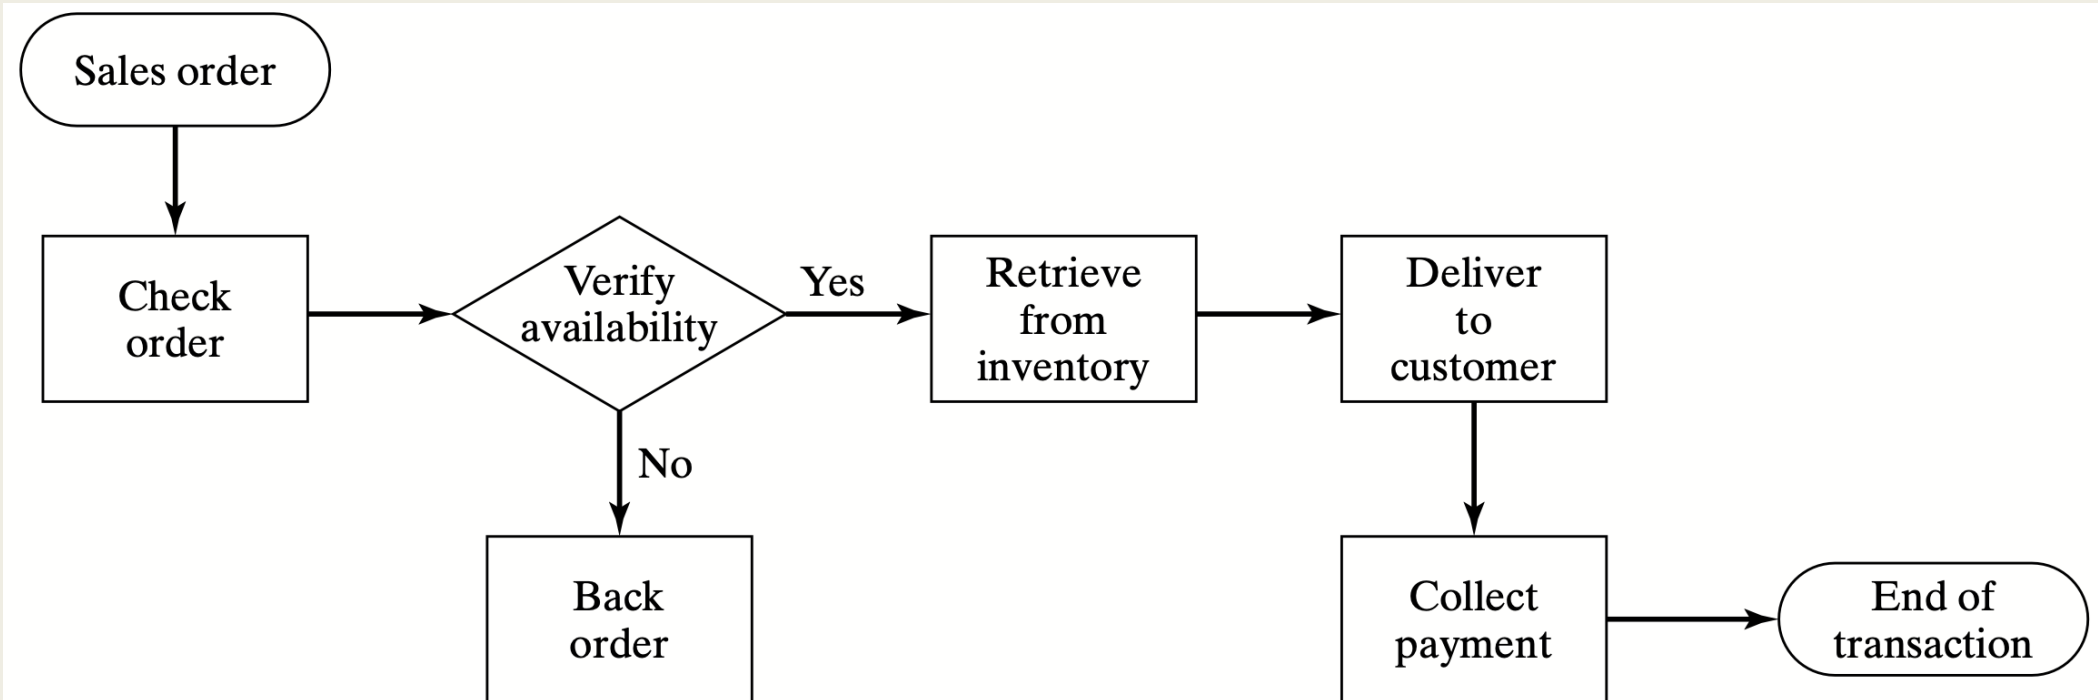 Sales order
Check
order
Verify
availability
Yes
Retrieve
from
inventory
Deliver
to
customer
No
Back
order
Collect
payment
End of
transaction